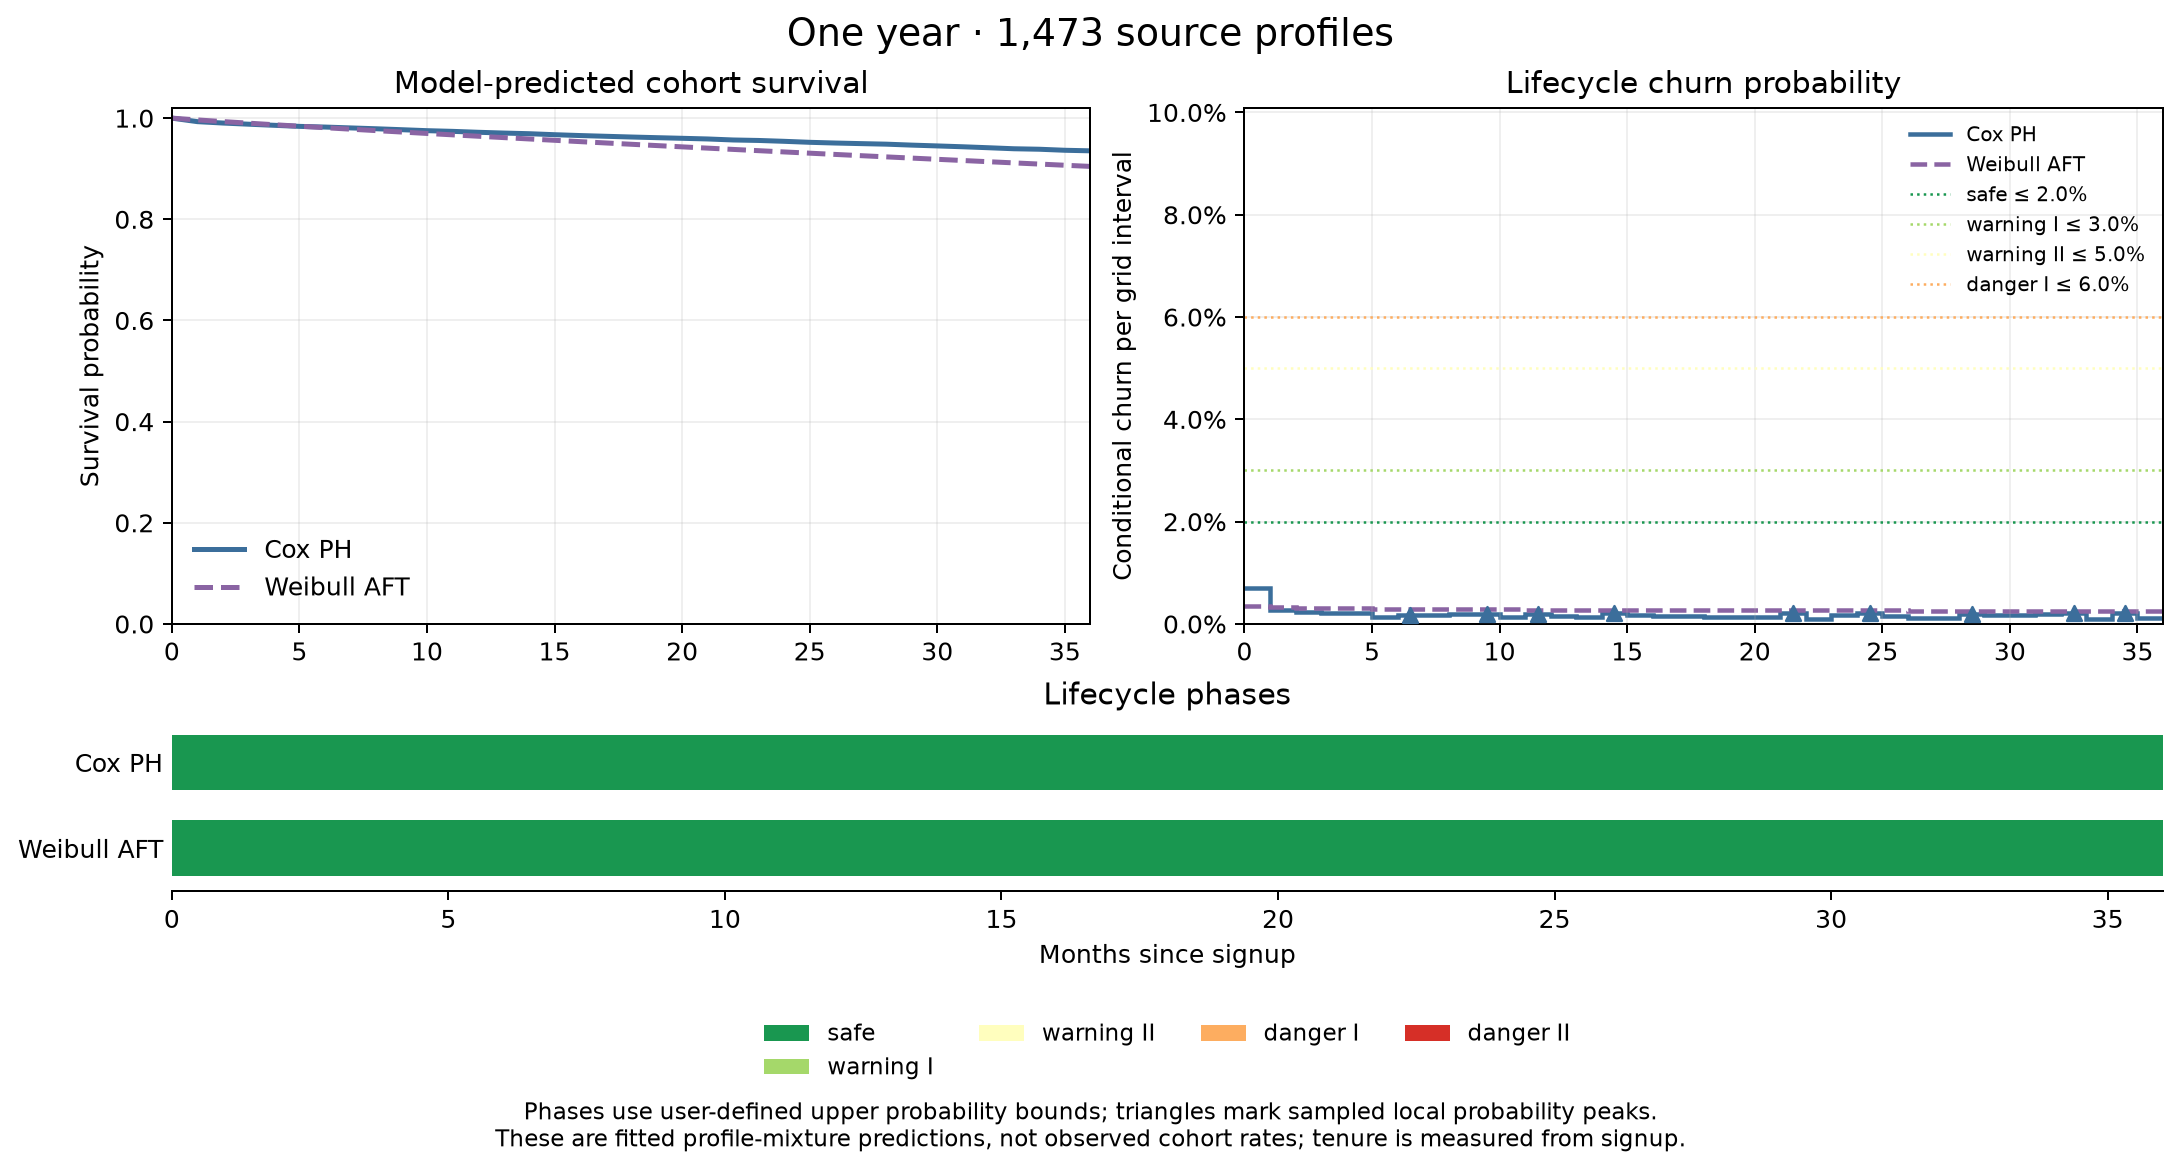 One year · 1,473 source profiles
Model-predicted cohort survival
Survival probability
1.0
0.8
0.6
0.4
0.2
0.0
Cox PH
Weibull AFT
0 5 10 15 20 25 30 35
Lifecycle churn probability
Conditional churn per grid interval
10.0%
8.0%
6.0%
4.0%
2.0%
0.0%
Cox PH
Weibull AFT
safe ≤ 2.0%
warning I ≤ 3.0%
warning II ≤ 5.0%
danger I ≤ 6.0%
0 5 10 15 20 25 30 35
Lifecycle phases
Cox PH
Weibull AFT
0 5 10 15 20 25 30 35
Months since signup
safe warning II danger I danger II
warning I
Phases use user-defined upper probability bounds; triangles mark sampled local probability peaks.
These are fitted profile-mixture predictions, not observed cohort rates; tenure is measured from signup.